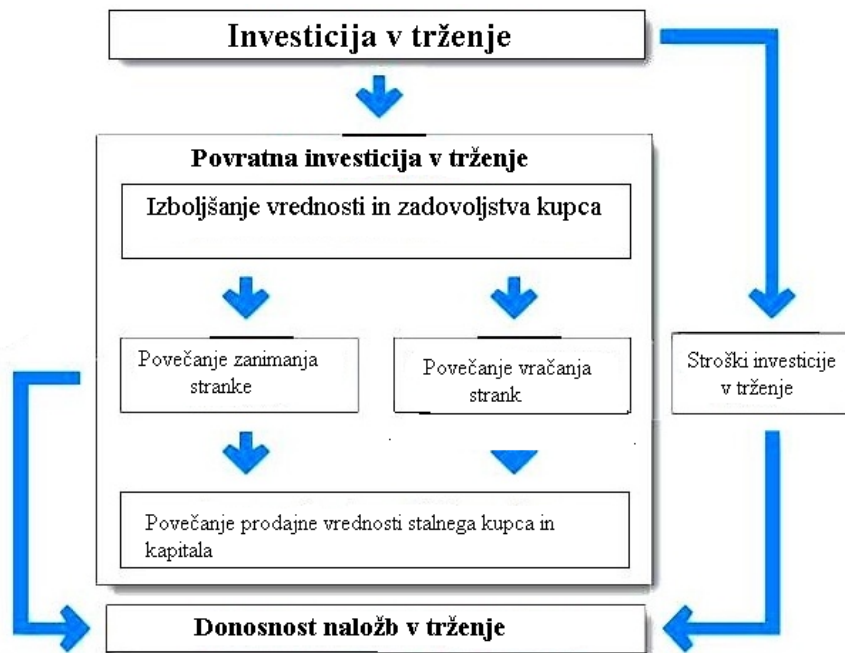 Investicija v trženje
Povratna investicija v trženje
Izboljšanje vrednosti in zadovoljstva kupca
Povečanje zanimanja
stranke
Povečanje vračanja
strank
Stroški investicije
v trženje
Povečanje prodajne vrednosti stalnega kupca in
kapitala
Donosnost naložb v trženje